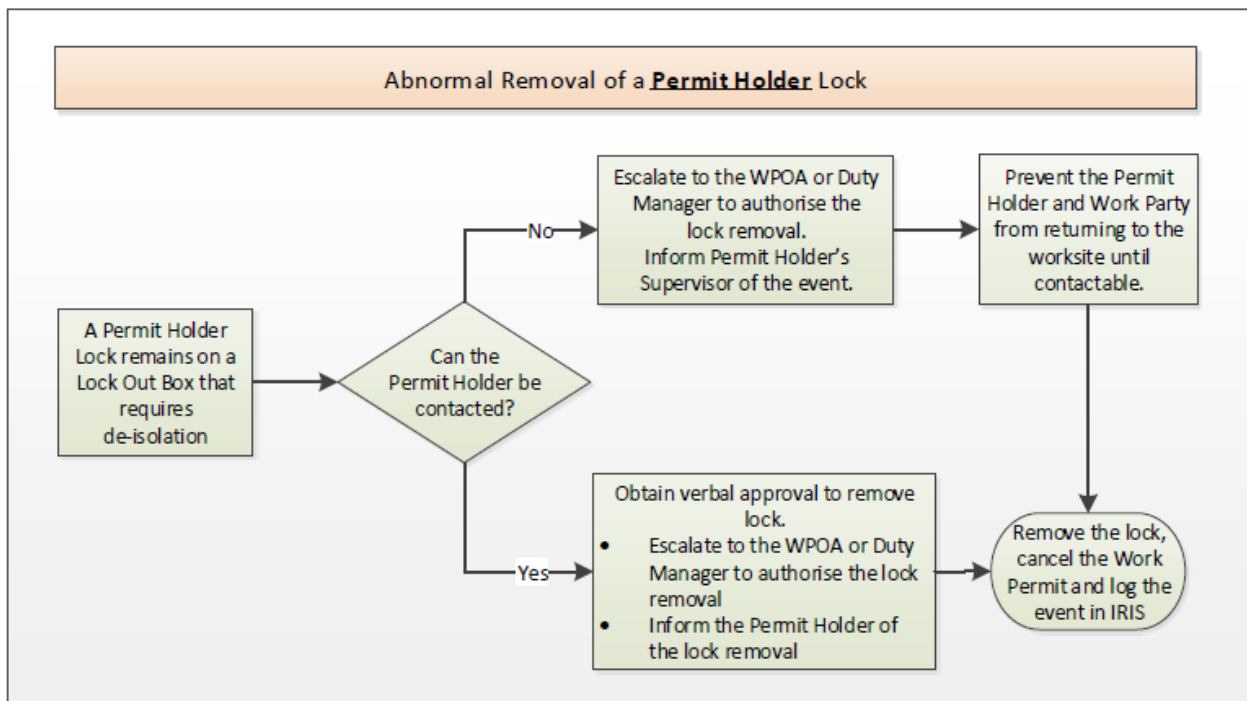 Abnormal Removal of a Permit Holder Lock
A Permit Holder
Lock remains on a
Lock Out Box that
requires
de-isolation
Can the
Permit Holder be
contacted?
No
Escalate to the WPOA or Duty
Manager to authorise the
lock removal.
Inform Permit Holder's
Supervisor of the event.
Prevent the Permit
Holder and Work Party
from returning to the
worksite until
contactable.
Yes
Obtain verbal approval to remove
lock.
• Escalate to the WPOA or Duty
Manager to authorise the lock
removal
• Inform the Permit Holder of
the lock removal
Remove the lock,
cancel the Work
Permit and log the
event in IRIS